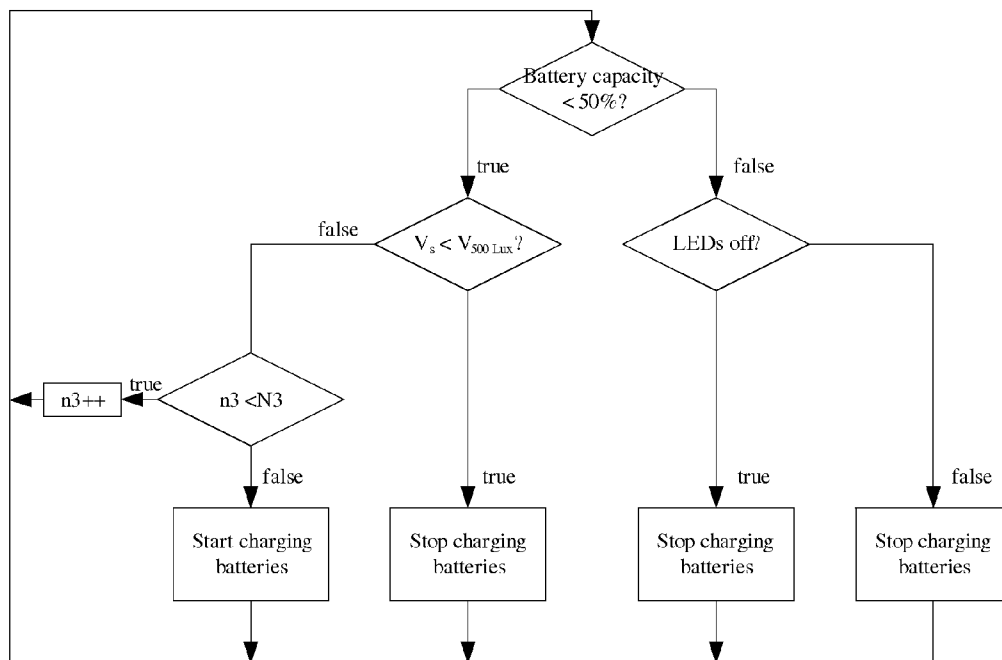 Battery capacity
< 50%?
true
false
false
V_s < V_500 Lux?
LEDs off?
true
n3++
n3 <N3
false
true
true
false
Start charging
batteries
Stop charging
batteries
Stop charging
batteries
Stop charging
batteries